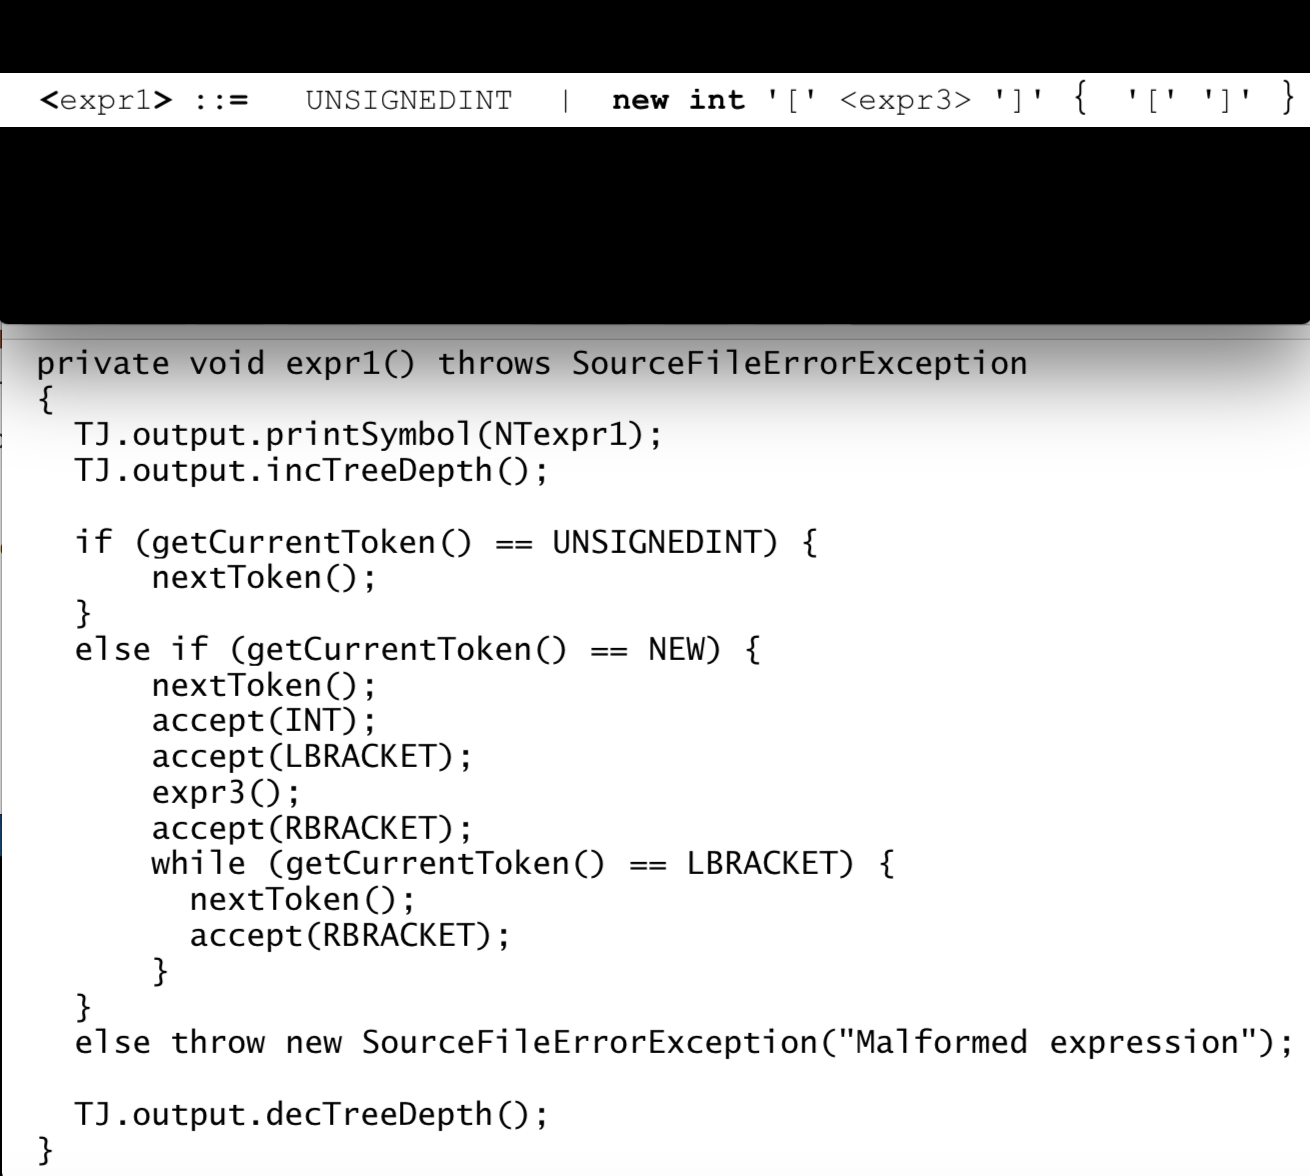 <expr1> ::= UNSIGNEDINT | new int '[' <expr3> ']' { '[' ']' }
private void expr1() throws SourceFileErrorException
{
TJ.output.printSymbol(NTexpr1);
TJ.output.incTreeDepth();
if (getCurrentToken() == UNSIGNEDINT) {
nextToken();
}
else if (getCurrentToken() == NEW) {
nextToken();
accept(INT);
accept(LBRACKET);
expr3();
accept(RBRACKET);
while (getCurrentToken() == LBRACKET) {
nextToken();
accept(RBRACKET);
}
}
else throw new SourceFileErrorException("Malformed expression");
TJ.output.decTreeDepth();
}